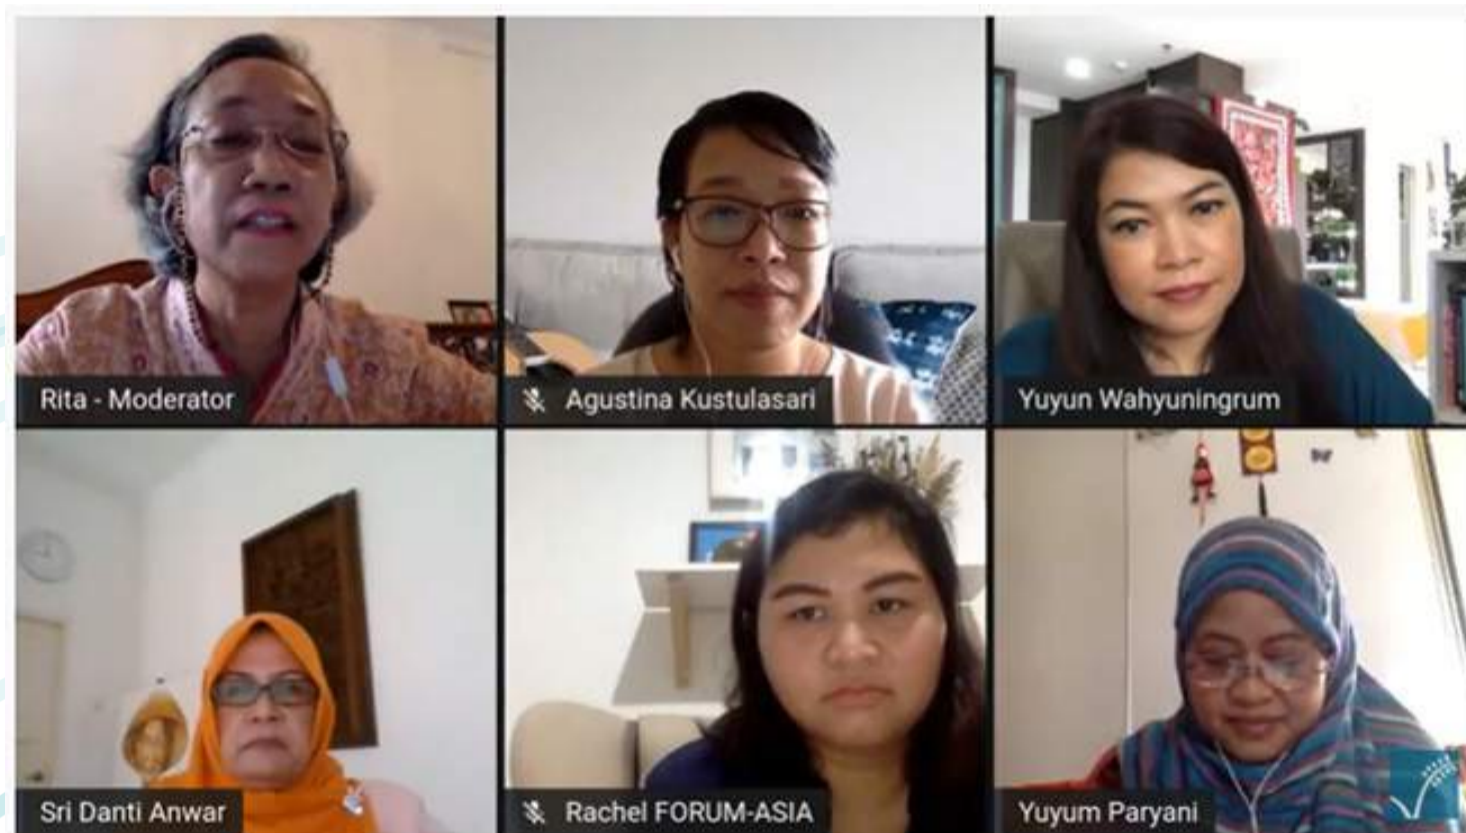 Rita - Moderator
Agustina Kustulasari
Yuyun Wahyuningrum
Sri Danti Anwar
Rachel FORUM-ASIA
Yuyum Paryani